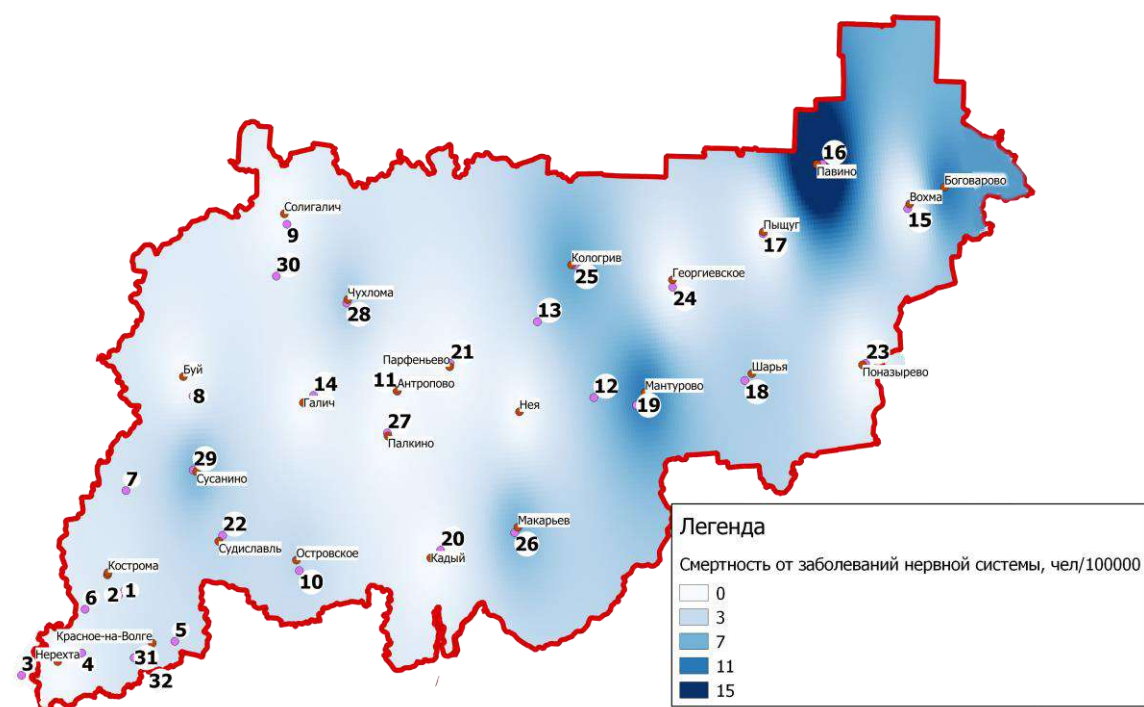 16
Павино
Боговарово
Вохма
15
Солигалич
9
Пыщуг
17
30
Кологрив
25
Георгиевское
24
Чухлома
28
13
21
Парфеньево
23
Поназырево
Буй
8
14
Галич
11
Антропово
Шарья
18
12
Мантурово
19
Нея
27
Палкино
29
Сусанино
7
22
Судиславль
Макарьев
26
20
Кадый
Островское
10
Кострома
2
1
6
Красное-на-Волге
5
Нерехта
3
4
31
32
Легенда
Смертность от заболеваний нервной системы, чел/100000
0
3
7
11
15